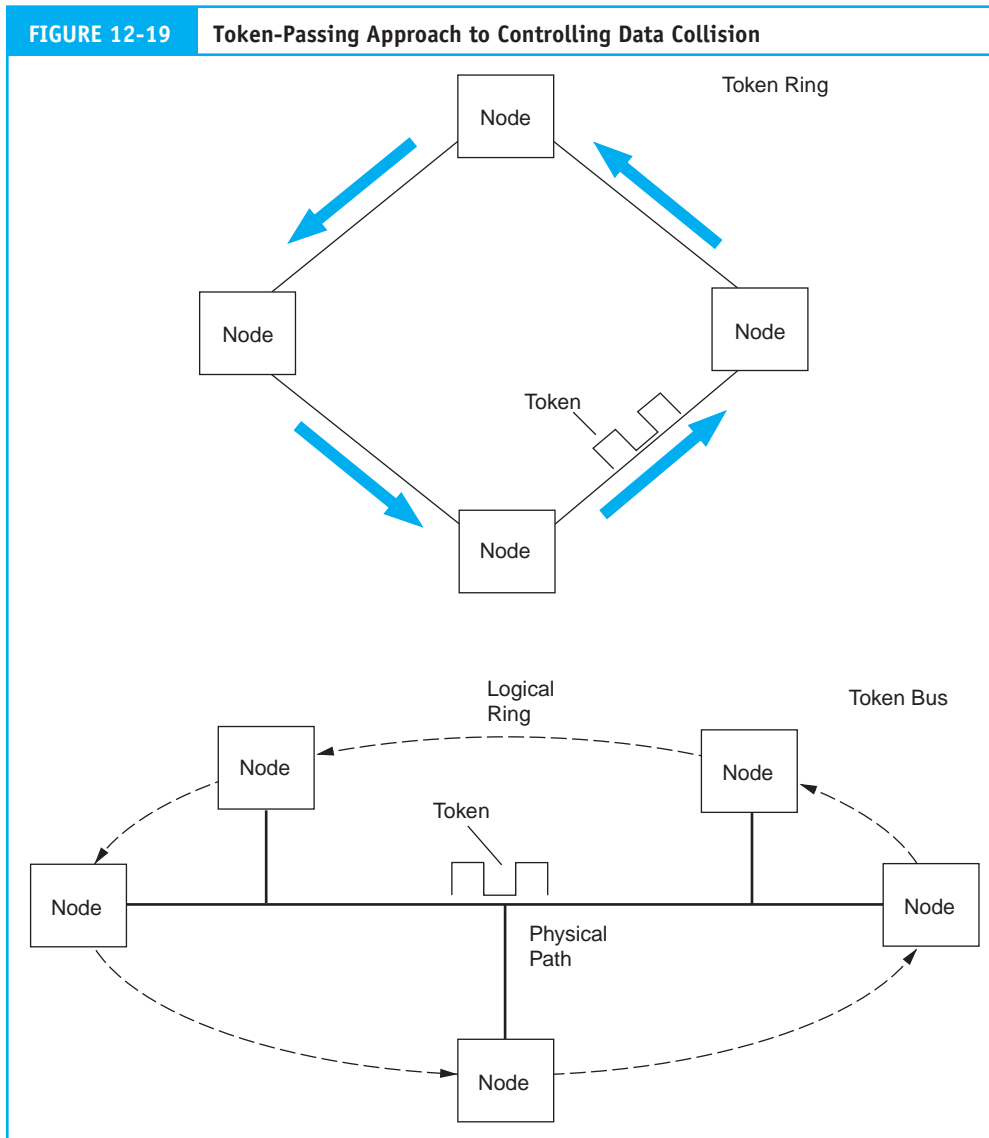 FIGURE 12-19 Token-Passing Approach to Controlling Data Collision
Token Ring
Node
Node
Node
Token
Node
Logical
Ring
Token Bus
Node
Node
Token
Node
Node
Physical
Path
Node